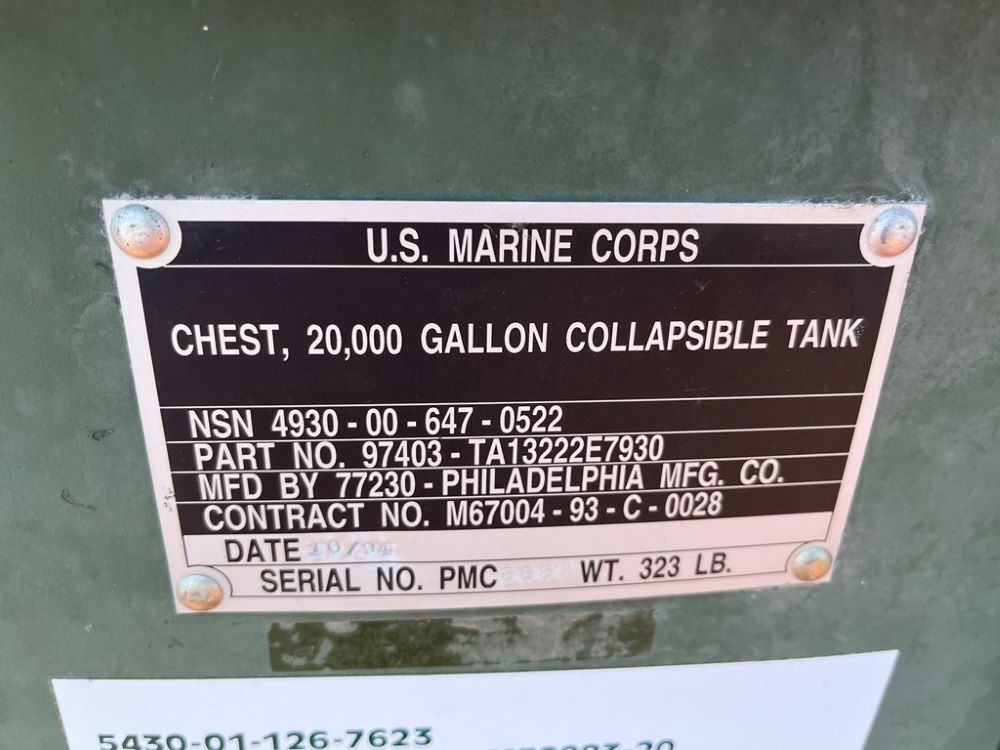 U.S. MARINE CORPS
CHEST, 20,000 GALLON COLLAPSIBLE TANK
NSN 4930 - 00 - 647 - 0522
PART NO. 97403 - TA13222E7930
MFD BY 77230 - PHILADELPHIA MFG. CO.
CONTRACT NO. M67004 - 93 - C - 0028
DATE 10/94
SERIAL NO. PMC WT. 323 LB.
5430-01-126-7623